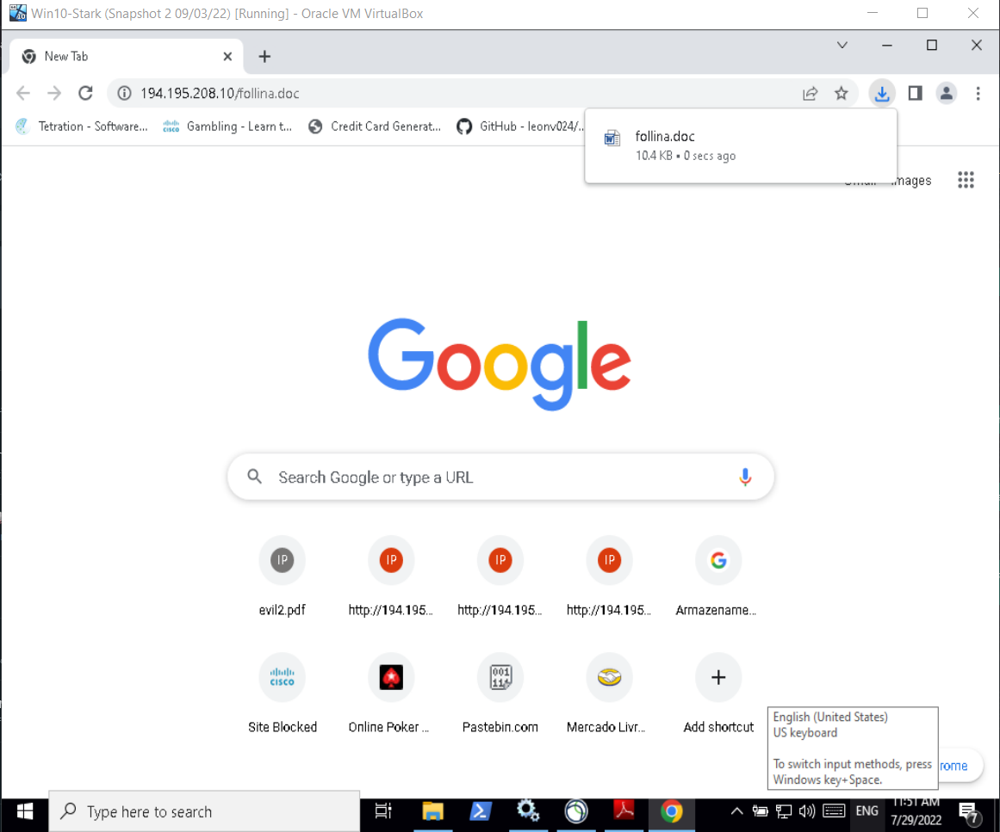 Win10-Stark (Snapshot 2 09/03/22) [Running] - Oracle VM VirtualBox
New Tab
194.195.208.10/follina.doc
Tetration - Software... Gambling - Learn t... Credit Card Generat... GitHub - leonv024/...
follina.doc
10.4 KB • 0 secs ago
Gmail Images
Google
Search Google or type a URL
IP IP IP IP
evil2.pdf http://194.195... http://194.195... http://194.195... Armazename...
CISCO
Site Blocked Online Poker ... Pastebin.com Mercado Livr... Add shortcut
English (United States)
US keyboard
To switch input methods, press
Windows key+Space.
rome
Type here to search
ENG
11:51 AM
7/29/2022
7